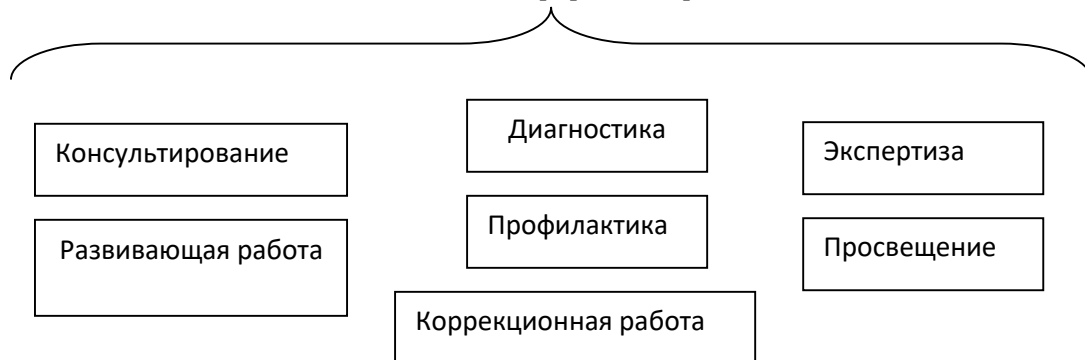 Консультирование
Диагностика
Экспертиза
Развивающая работа
Профилактика
Просвещение
Коррекционная работа